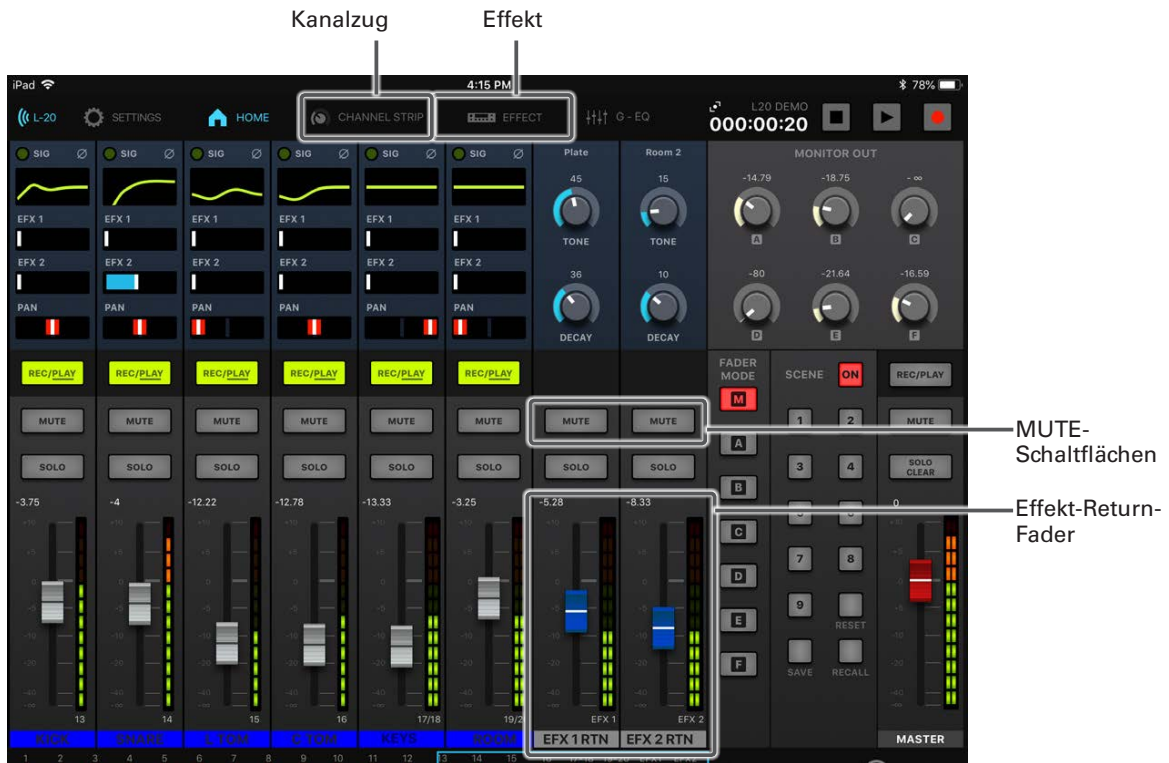 Kanalzug Effekt
iPad 4:15 PM 78%
L-20 SETTINGS HOME CHANNEL STRIP EFFECT G - EQ L20 DEMO
000:00:20
SIG Ø SIG Ø SIG Ø SIG Ø SIG Ø SIG Ø Plate Room 2 MONITOR OUT
45 15 -14.79 -18.75 - ∞
EFX 1 EFX 1 EFX 1 EFX 1 EFX 1 EFX 1
TONE TONE A B C
EFX 2 EFX 2 EFX 2 EFX 2 EFX 2 EFX 2
36 10 -80 -21.64 -16.59
PAN PAN PAN PAN PAN PAN
DECAY DECAY D E F
REC/PLAY REC/PLAY REC/PLAY REC/PLAY REC/PLAY REC/PLAY FADER MODE SCENE ON REC/PLAY
M
MUTE MUTE MUTE MUTE MUTE MUTE MUTE MUTE 1 2 MUTE
MUTE-
Schaltflächen
A
SOLO SOLO SOLO SOLO SOLO SOLO SOLO SOLO 3 4 SOLO CLEAR
B
-3.75 -4 -12.22 -12.78 -13.33 -3.25 -5.28 -8.33 0
Effekt-Return-
Fader
C
7 8
D
9
E
RESET
F
SAVE RECALL
13 14 15 16 17/18 19/2 EFX 1 EFX 2
KICK SNARE L TOM C TOM KEYS ROOM EFX 1 RTN EFX 2 RTN MASTER
1 2 3 4 5 6 7 8 9 10 11 12 13 14 15